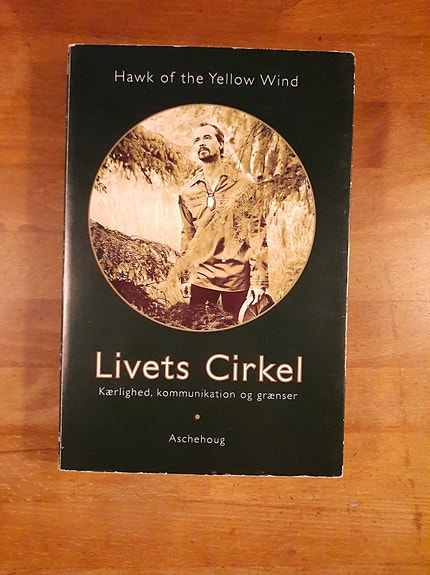 Hawk of the Yellow Wind
Livets Cirkel
Kærlighed, kommunikation og grænser
Aschehoug